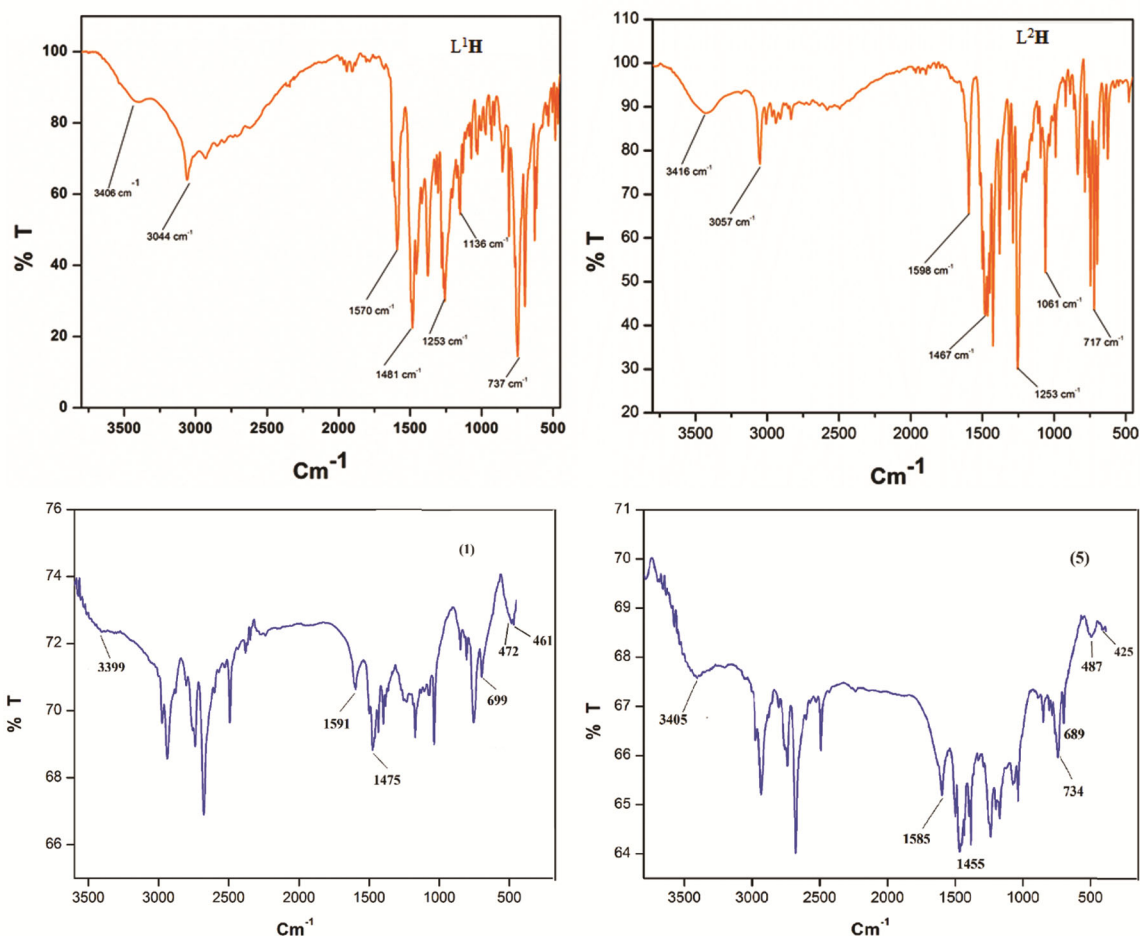 L¹H
100
80
60
40
20
0
% T
3406 cm⁻¹
3044 cm⁻¹
1570 cm⁻¹
1481 cm⁻¹
1253 cm⁻¹
1136 cm⁻¹
737 cm⁻¹
3500 3000 2500 2000 1500 1000 500
Cm⁻¹
L²H
110
100
90
80
70
60
50
40
30
20
% T
3416 cm⁻¹
3057 cm⁻¹
1598 cm⁻¹
1467 cm⁻¹
1253 cm⁻¹
1061 cm⁻¹
717 cm⁻¹
3500 3000 2500 2000 1500 1000 500
Cm⁻¹
(1)
76
74
72
70
68
66
% T
3399
1591
1475
699
472
461
3500 3000 2500 2000 1500 1000 500
Cm⁻¹
(5)
71
70
69
68
67
66
65
64
% T
3405
1585
1455
734
689
487
425
3500 3000 2500 2000 1500 1000 500
Cm⁻¹